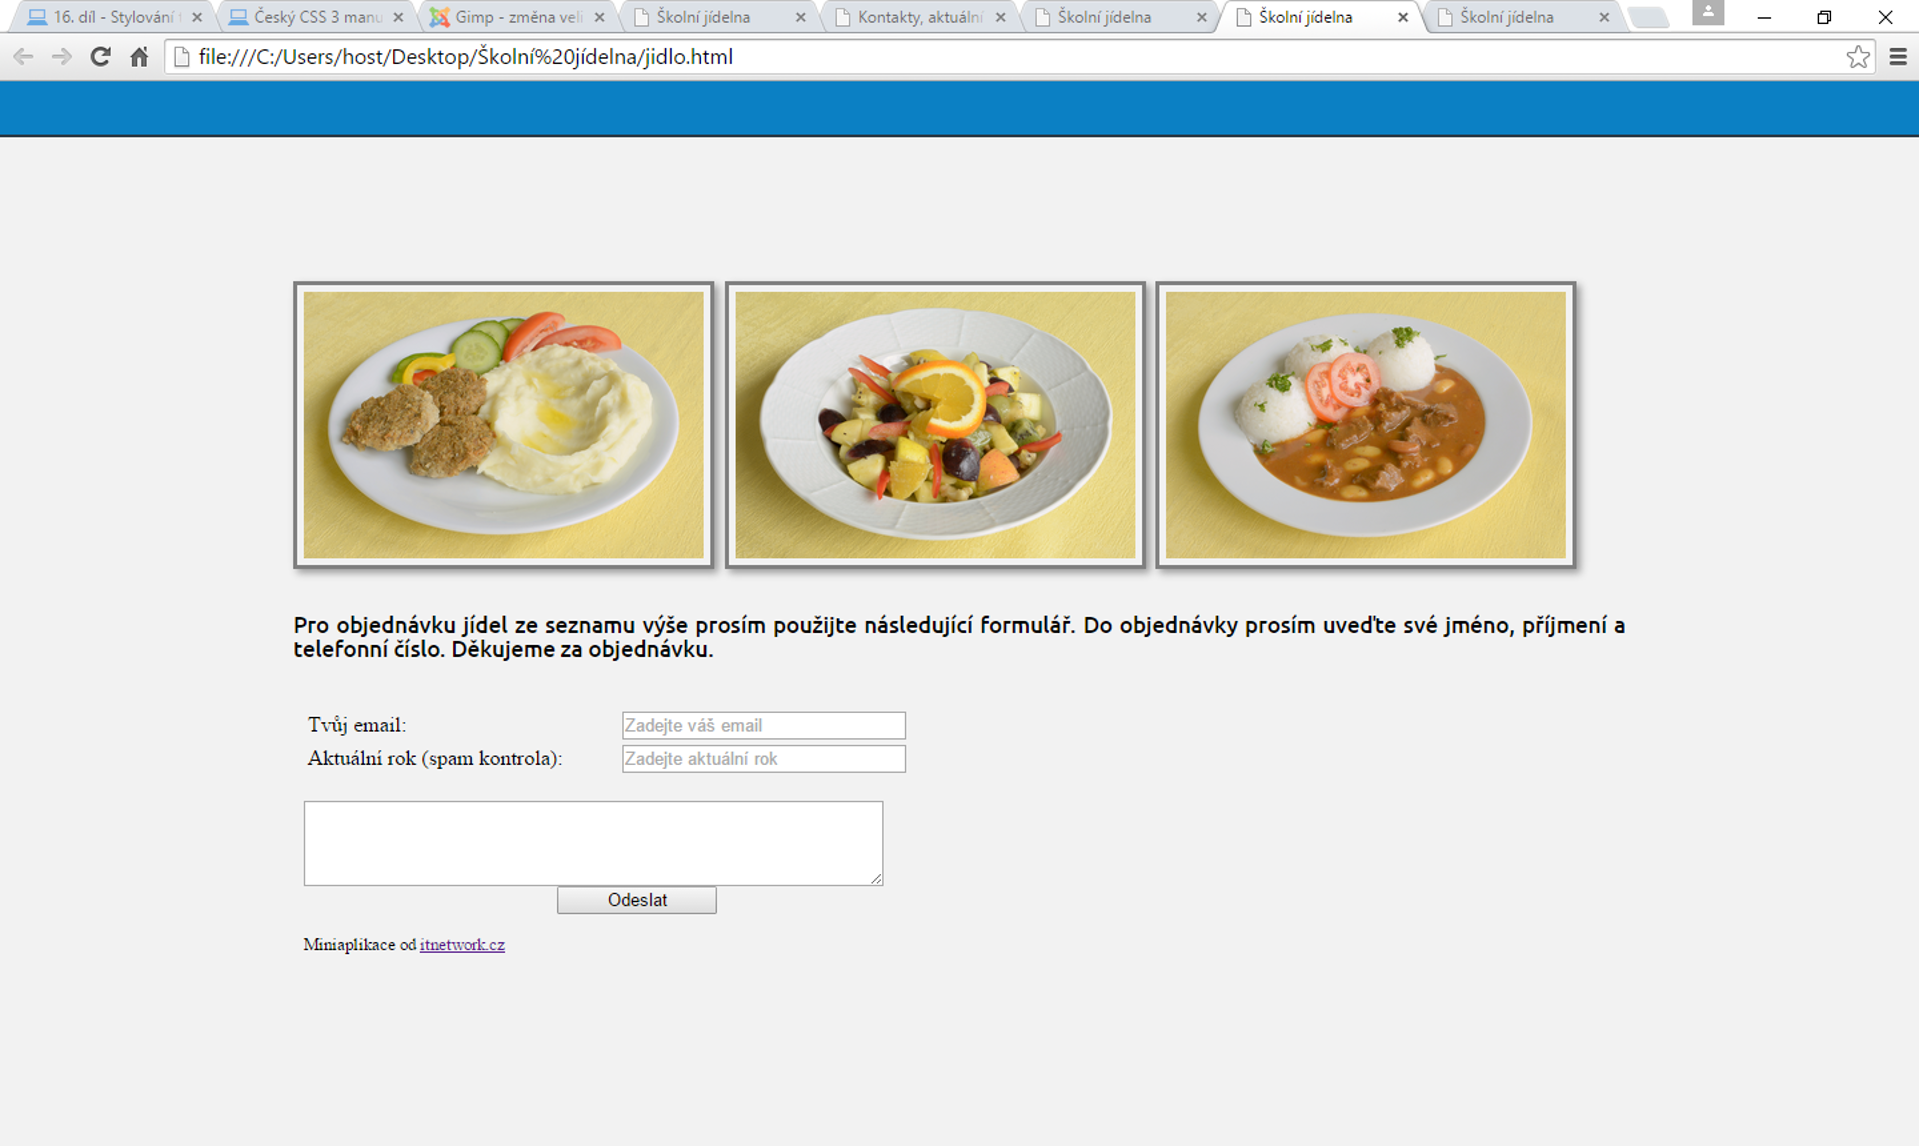 16. díl - Stylování
Český CSS 3 manu
Gimp - změna veli
Školní jídelna
Kontakty, aktuální
Školní jídelna
Školní jídelna
Školní jídelna
file:///C:/Users/host/Desktop/Školní%20jídelna/jidlo.html
Pro objednávku jídel ze seznamu výše prosím použijte následující formulář. Do objednávky prosím uveďte své jméno, příjmení a
telefonní číslo. Děkujeme za objednávku.
Tvůj email:
Zadejte váš email
Aktuální rok (spam kontrola):
Zadejte aktuální rok
Odeslat
Miniaplikace od itnetwork.cz